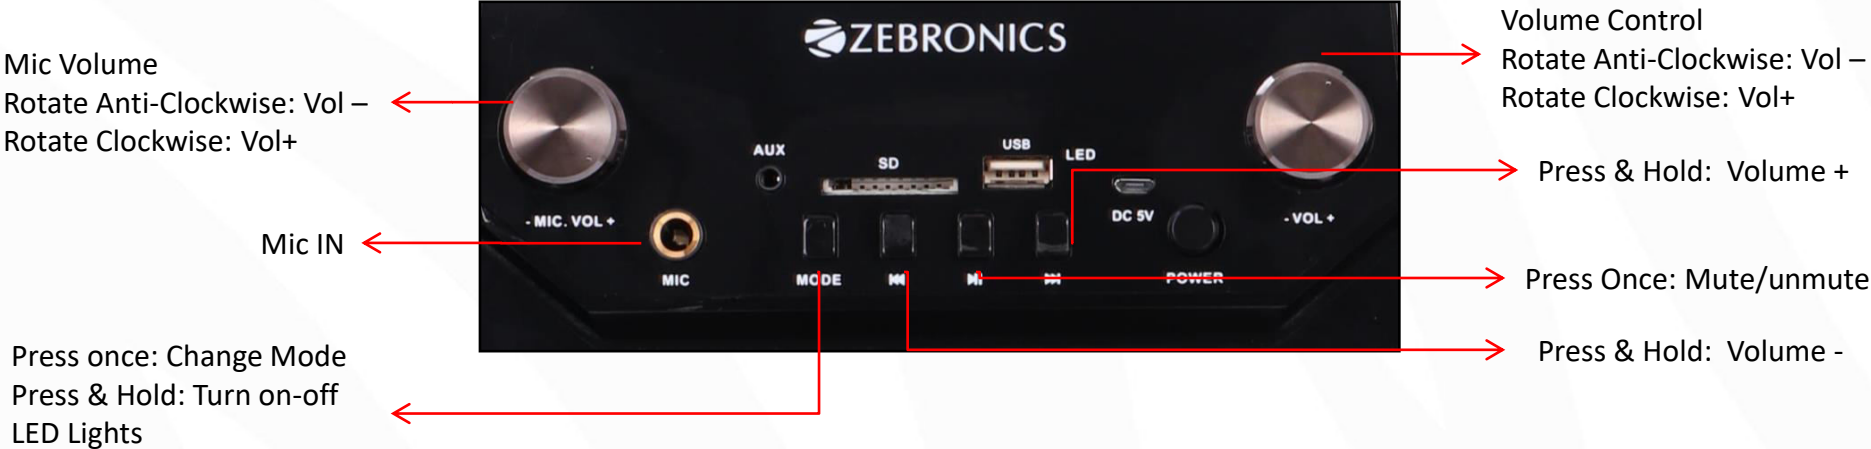 Mic Volume
Rotate Anti-Clockwise: Vol –
Rotate Clockwise: Vol+
Mic IN
Press once: Change Mode
Press & Hold: Turn on-off
LED Lights
ZEBRONICS
AUX
SD
USB
LED
- MIC. VOL +
DC 5V
- VOL +
MIC
MODE
POWER
Volume Control
Rotate Anti-Clockwise: Vol –
Rotate Clockwise: Vol+
Press & Hold: Volume +
Press Once: Mute/unmute
Press & Hold: Volume -